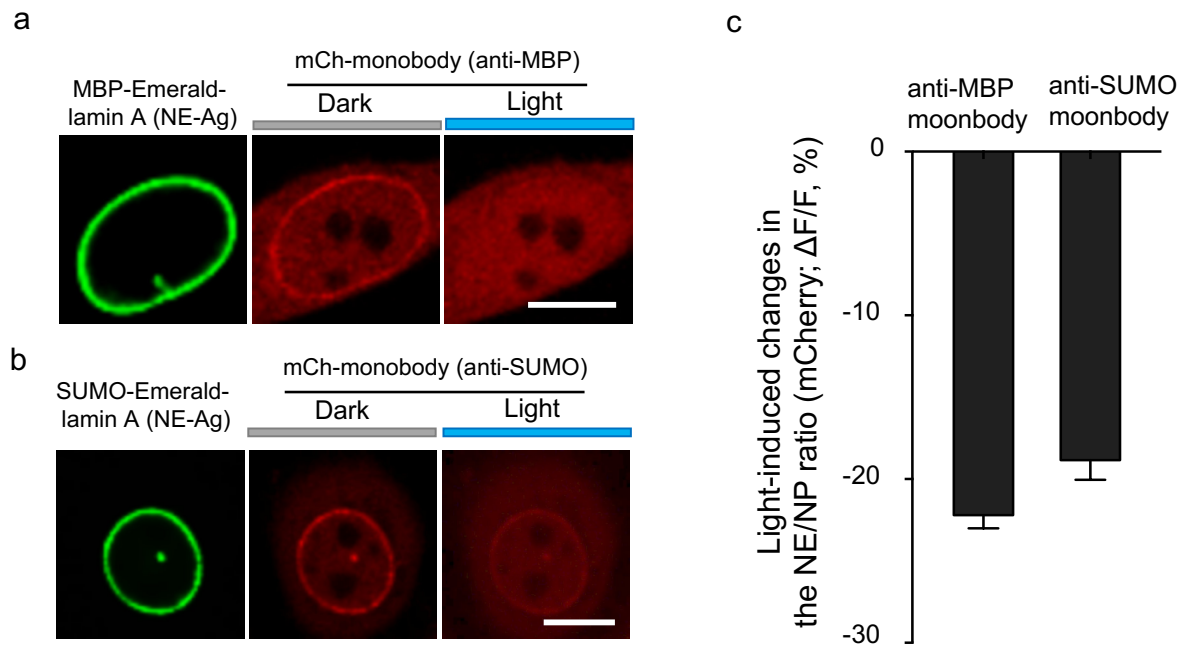 a
mCh-monobody (anti-MBP)
MBP-Emerald-
lamin A (NE-Ag)
Dark
Light
b
mCh-monobody (anti-SUMO)
SUMO-Emerald-
lamin A (NE-Ag)
Dark
Light
c
anti-MBP
moonbody
anti-SUMO
moonbody
Light-induced changes in
the NE/NP ratio (mCherry; ΔF/F, %)
0
-10
-20
-30